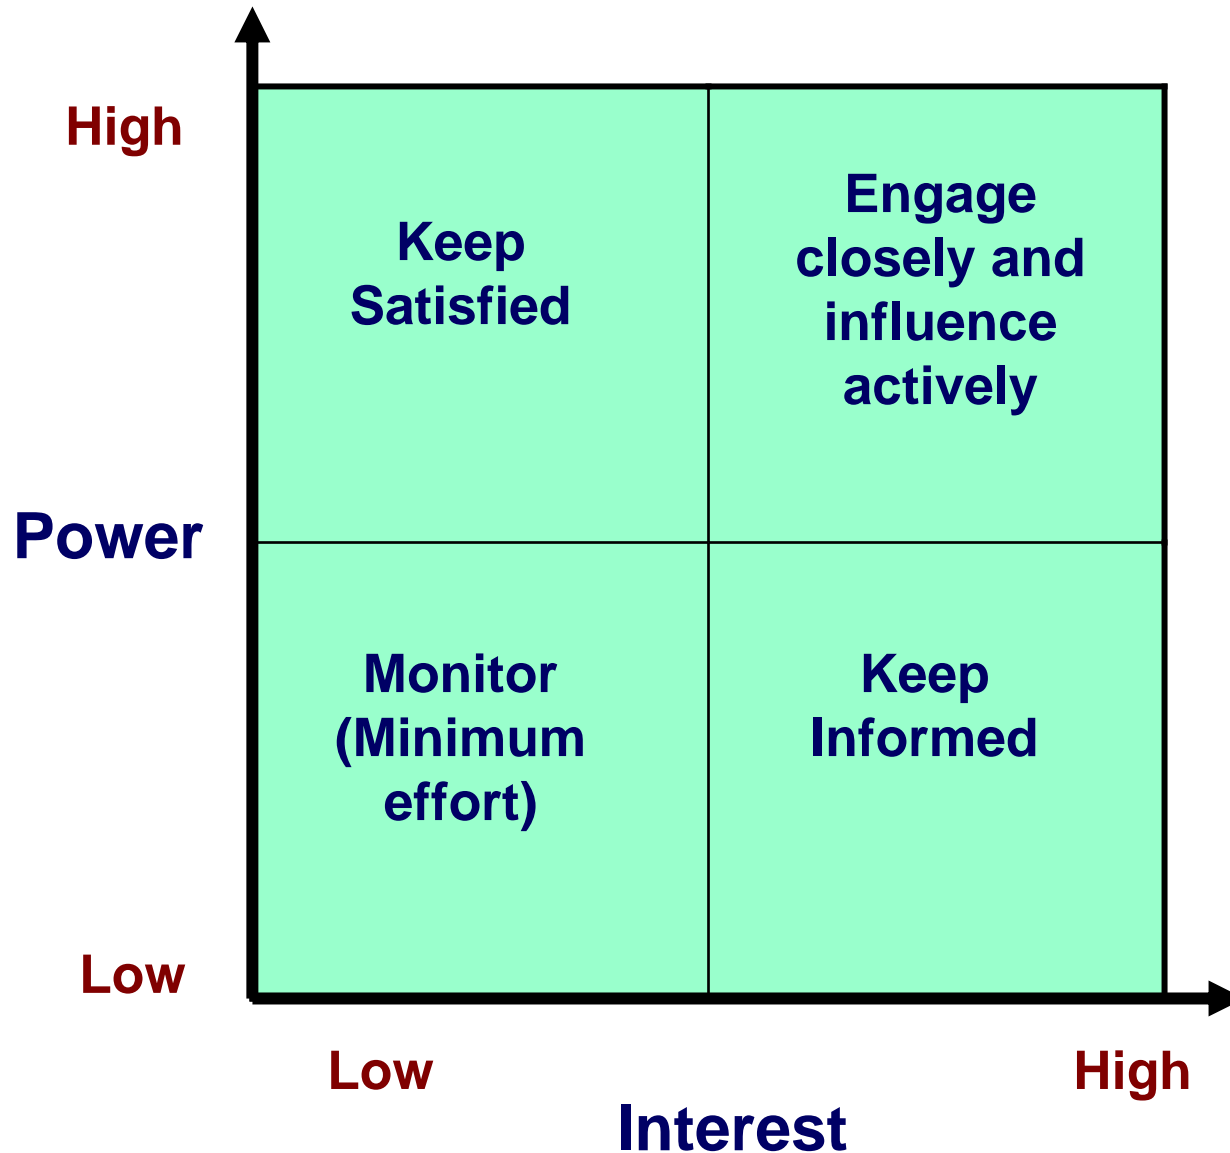 High
Keep
Satisfied
Engage
closely and
influence
actively
Power
Monitor
(Minimum
effort)
Keep
Informed
Low
Low
High
Interest